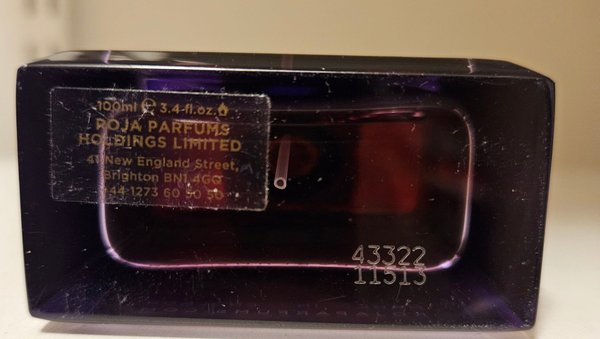 100ml ℮ 3.4 fl.oz.
ROJA PARFUMS
HOLDINGS LIMITED
41 New England Street,
Brighton BN1 4GQ
+44 1273 60 50 50
43322
11513